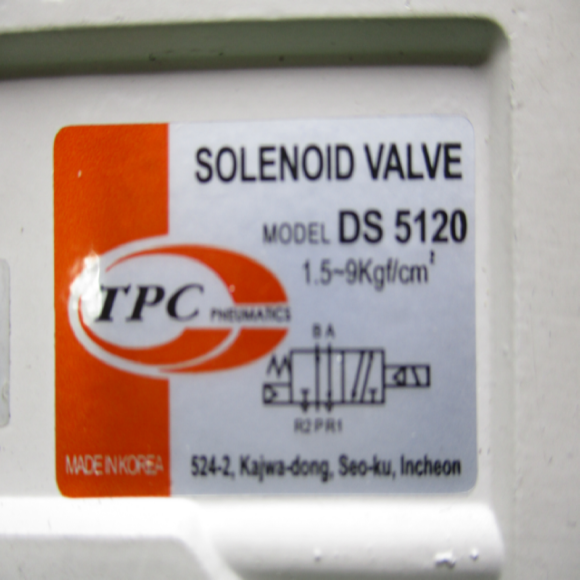 SOLENOID VALVE
MODEL DS 5120
1.5~9Kgf/cm²
TPC PNEUMATICS
B A
R2 P R1
MADE IN KOREA
524-2, Kajwa-dong, Seo-ku, Incheon